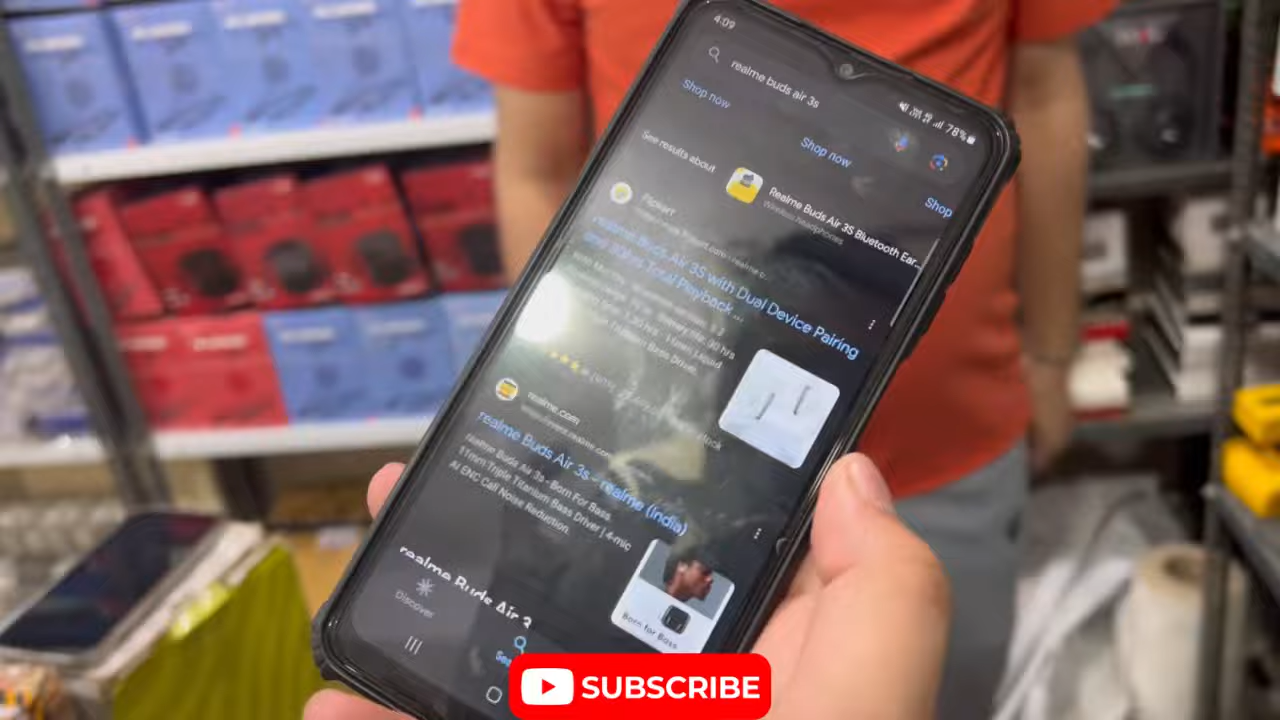 4:09
78%
realme buds air 3s
Shop now
Shop now
See results about
Realme Buds Air 3S Bluetooth Ear...
Wireless headphones
Shop
Flipkart
realme Buds Air 3S with Dual Device Pairing
Total Playback ...
Bass Driver.
realme.com
realme Buds Air 3s - realme (India)
realme Buds Air 3s - Born For Bass.
11mm Triple Titanium Bass Driver | 4-mic
AI ENC Call Noise Reduction.
Born for Bass
realme Buds Air 3
Discover
SUBSCRIBE